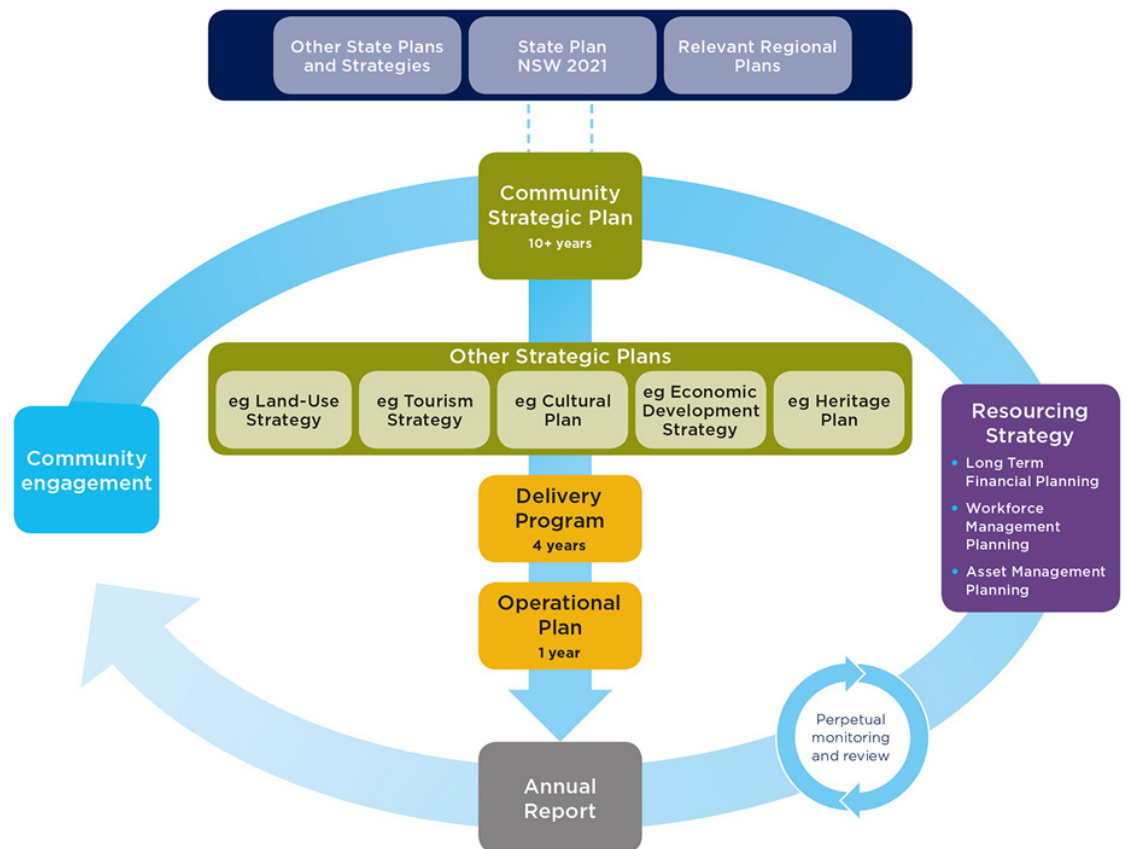 Other State Plans
and Strategies
State Plan
NSW 2021
Relevant Regional
Plans
Community
Strategic Plan
10+ years
Other Strategic Plans
eg Land-Use
Strategy
eg Tourism
Strategy
eg Cultural
Plan
eg Economic
Development
Strategy
eg Heritage
Plan
Community
engagement
Resourcing
Strategy
• Long Term
Financial Planning
• Workforce
Management
Planning
• Asset Management
Planning
Delivery
Program
4 years
Operational
Plan
1 year
Perpetual
monitoring
and review
Annual
Report